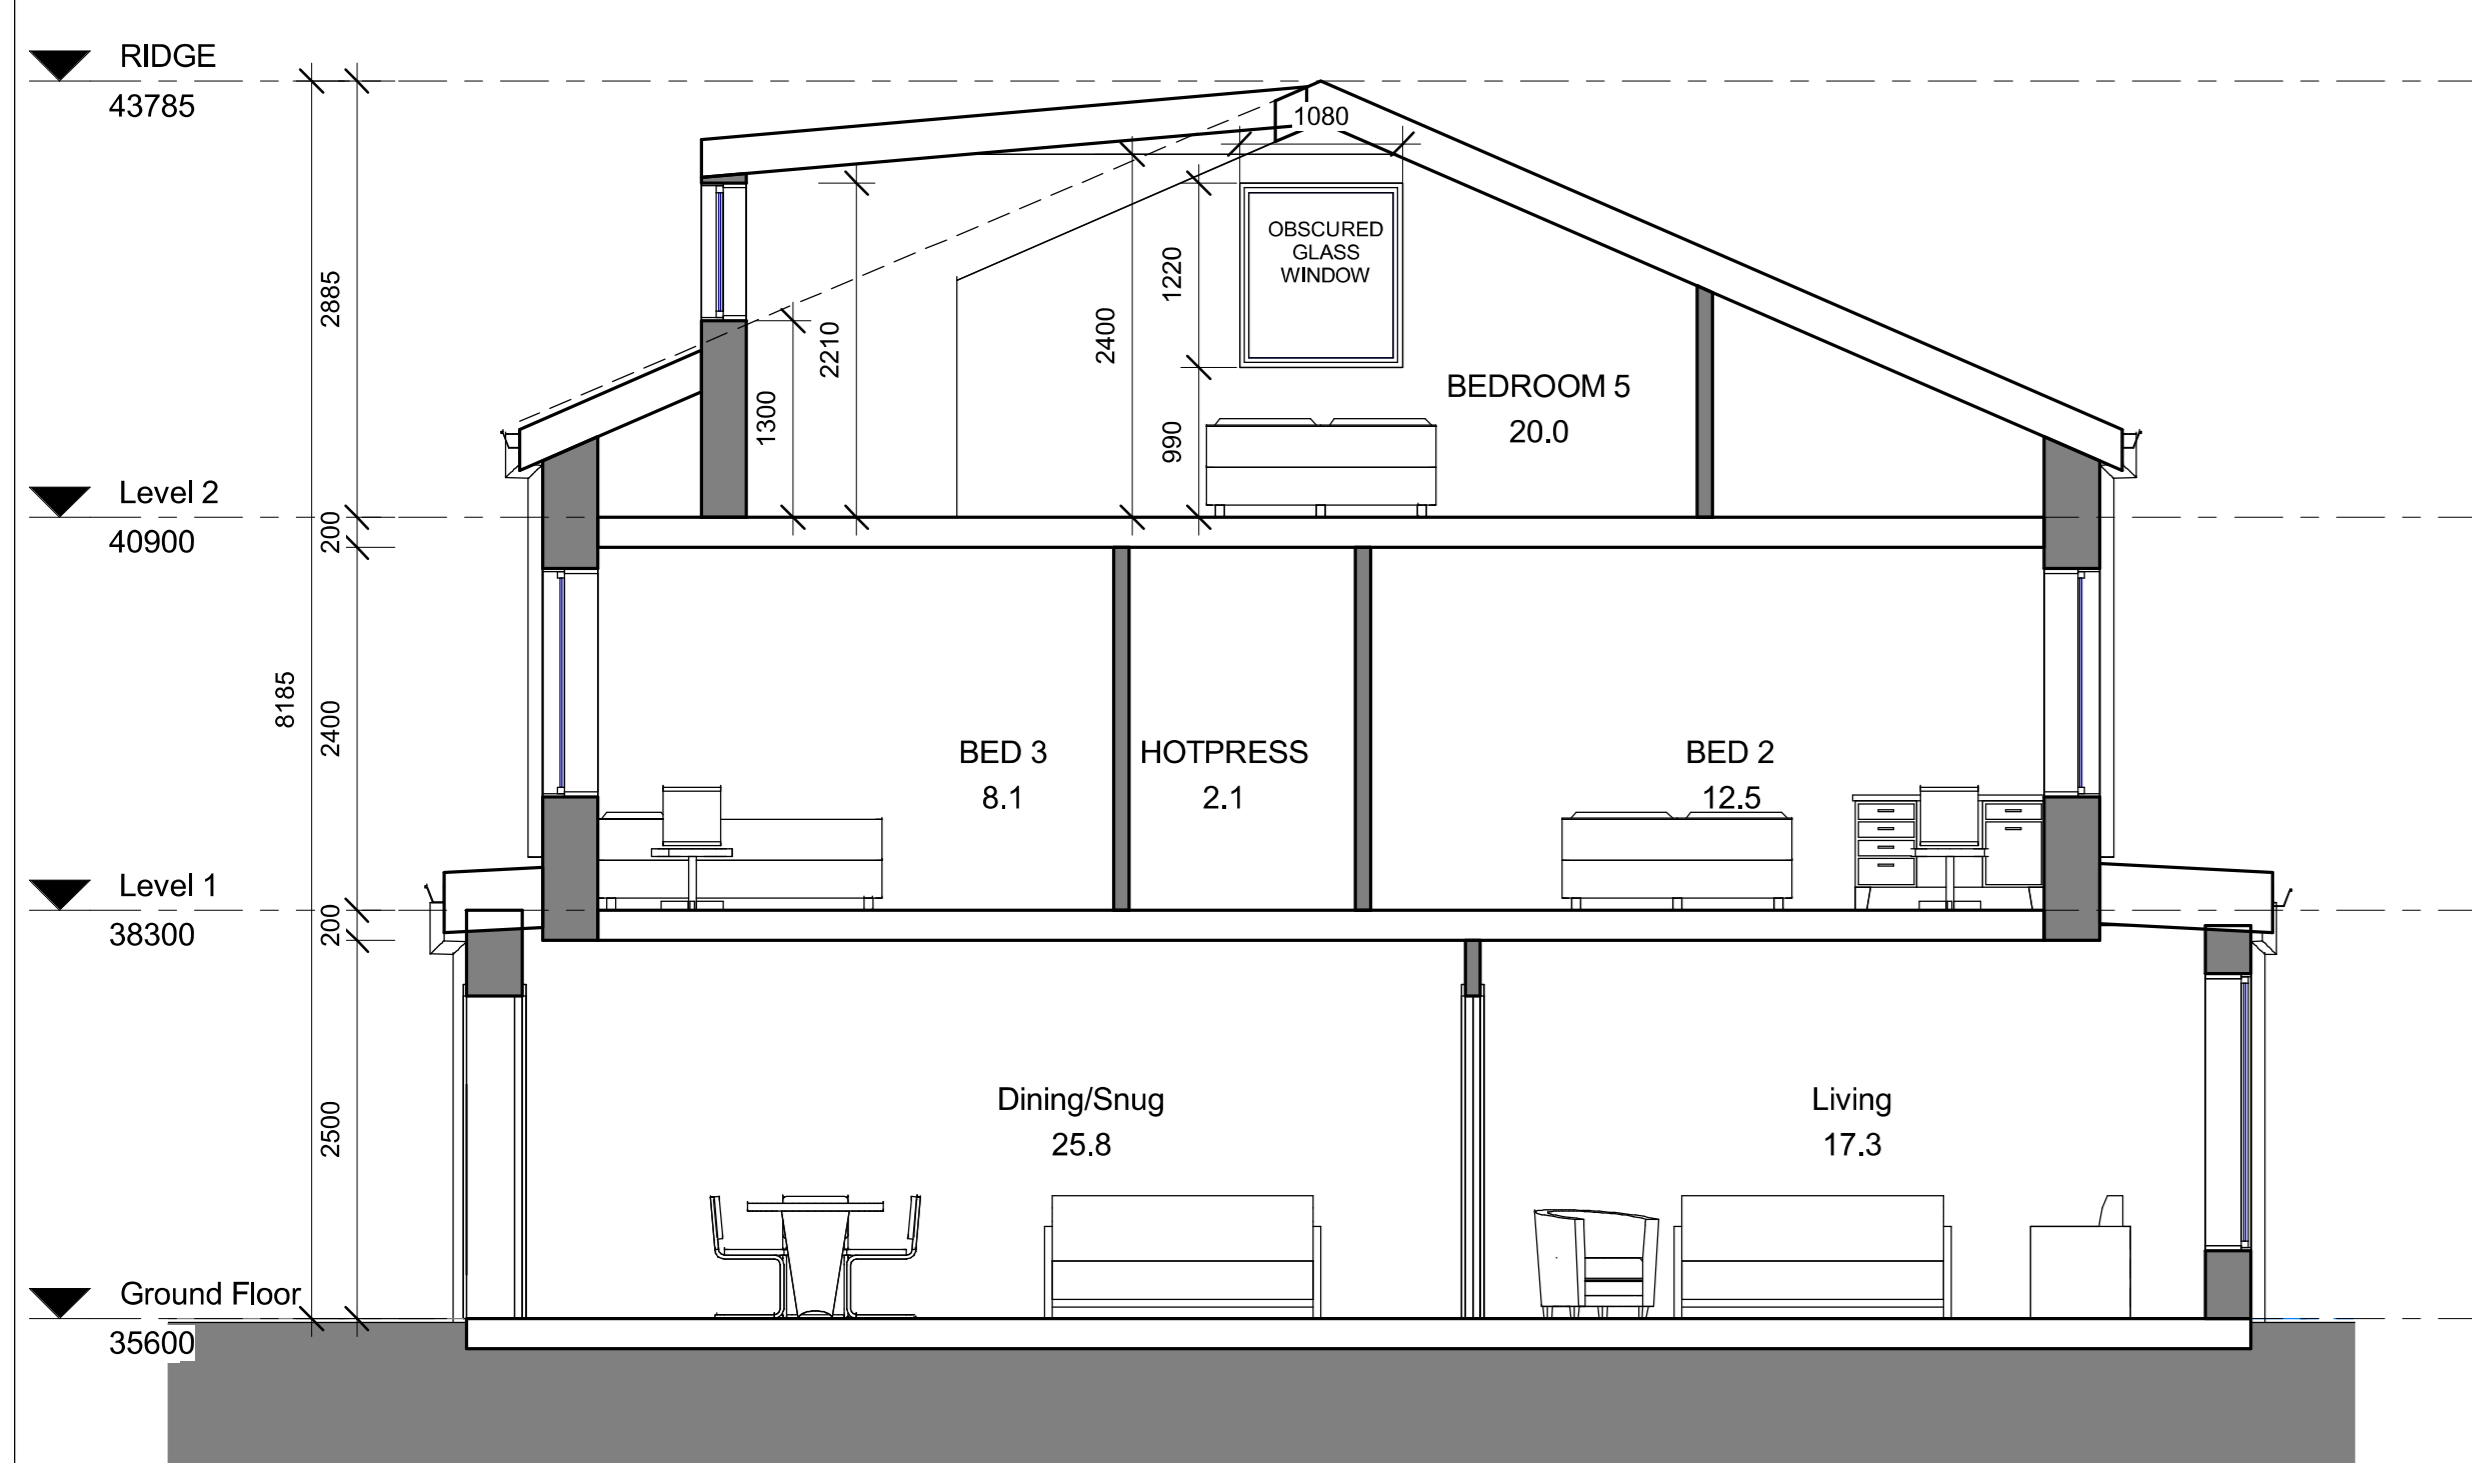 RIDGE
43785
1080
OBSCURED
GLASS
WINDOW
2885
1220
2210
2400
1300
990
BEDROOM 5
20.0
Level 2
40900
200
8185
2400
BED 3
8.1
HOTPRESS
2.1
BED 2
12.5
Level 1
38300
200
2500
Dining/Snug
25.8
Living
17.3
Ground Floor
35600